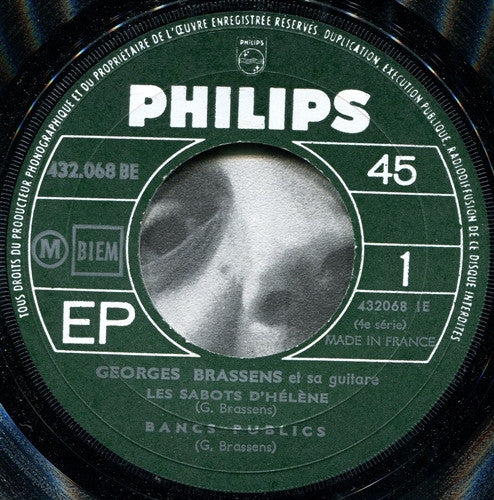 TOUS DROITS DU PRODUCTEUR PHONOGRAPHIQUE ET DU PROPRIÉTAIRE DE L'ŒUVRE ENREGISTRÉE RÉSERVÉS. DUPLICATION, EXÉCUTION PUBLIQUE, RADIODIFFUSION DE CE DISQUE INTERDITES
PHILIPS
PHILIPS
432.068 BE
45
M BIEM
1
EP
432068 1E
(4e série)
MADE IN FRANCE
GEORGES BRASSENS et sa guitare
LES SABOTS D'HÉLÈNE
(G. Brassens)
BANCS PUBLICS
(G. Brassens)